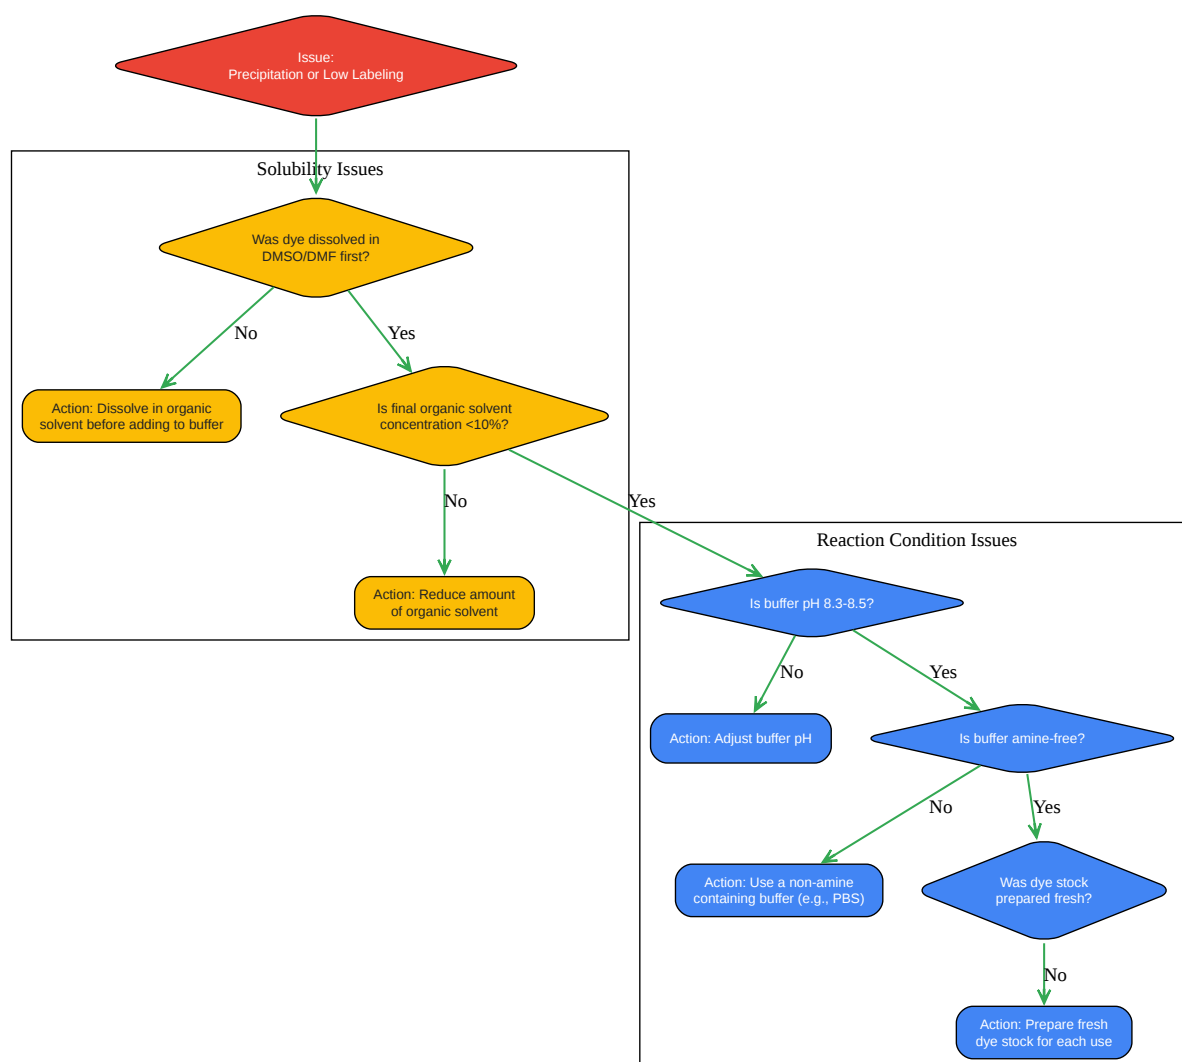 Issue:
Precipitation or Low Labeling
Solubility Issues
Was dye dissolved in
DMSO/DMF first?
No
Yes
Action: Dissolve in organic
solvent before adding to buffer
Is final organic solvent
concentration <10%?
No
Yes
Action: Reduce amount
of organic solvent
Reaction Condition Issues
Is buffer pH 8.3-8.5?
No
Yes
Action: Adjust buffer pH
Is buffer amine-free?
No
Yes
Action: Use a non-amine
containing buffer (e.g., PBS)
Was dye stock
prepared fresh?
No
Action: Prepare fresh
dye stock for each use